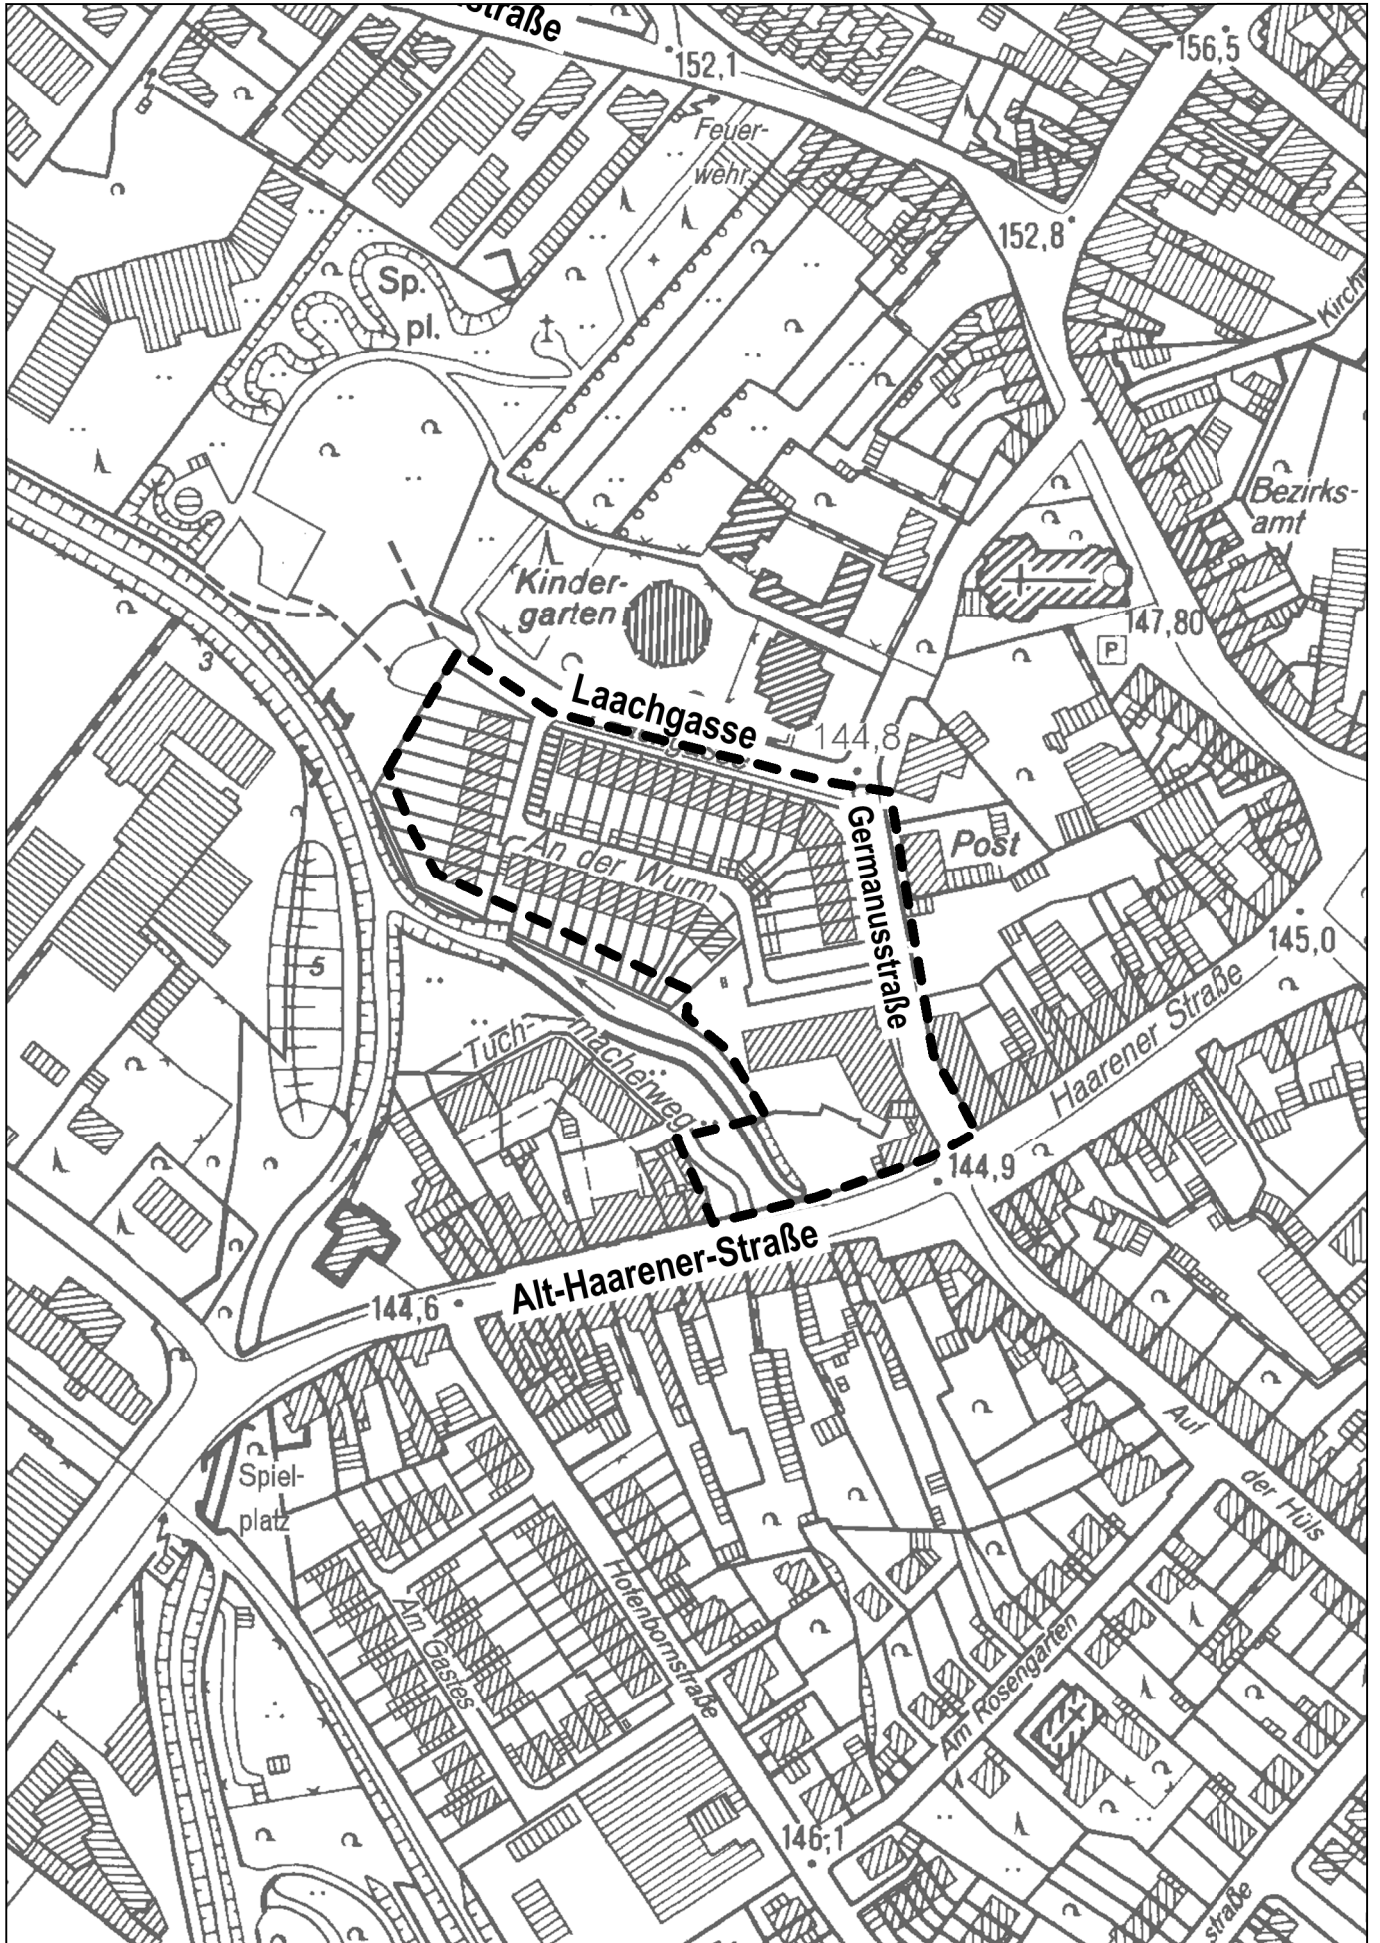 straße
152,1
156,5
Feuer-
wehr
152,8
Sp.
pl.
Bezirks-
amt
Kinder-
garten
147,80
P
3
Laachgasse
144,8
Germanusstraße
Post
An der Wurm
145,0
5
Haarener Straße
Tuch-
macherweg
144,9
Alt-Haarener-Straße
144,6
Auf
der Hüls
Spiel-
platz
Hofenbornstraße
Am Gastes
Am Rosengarten
146,1
straße